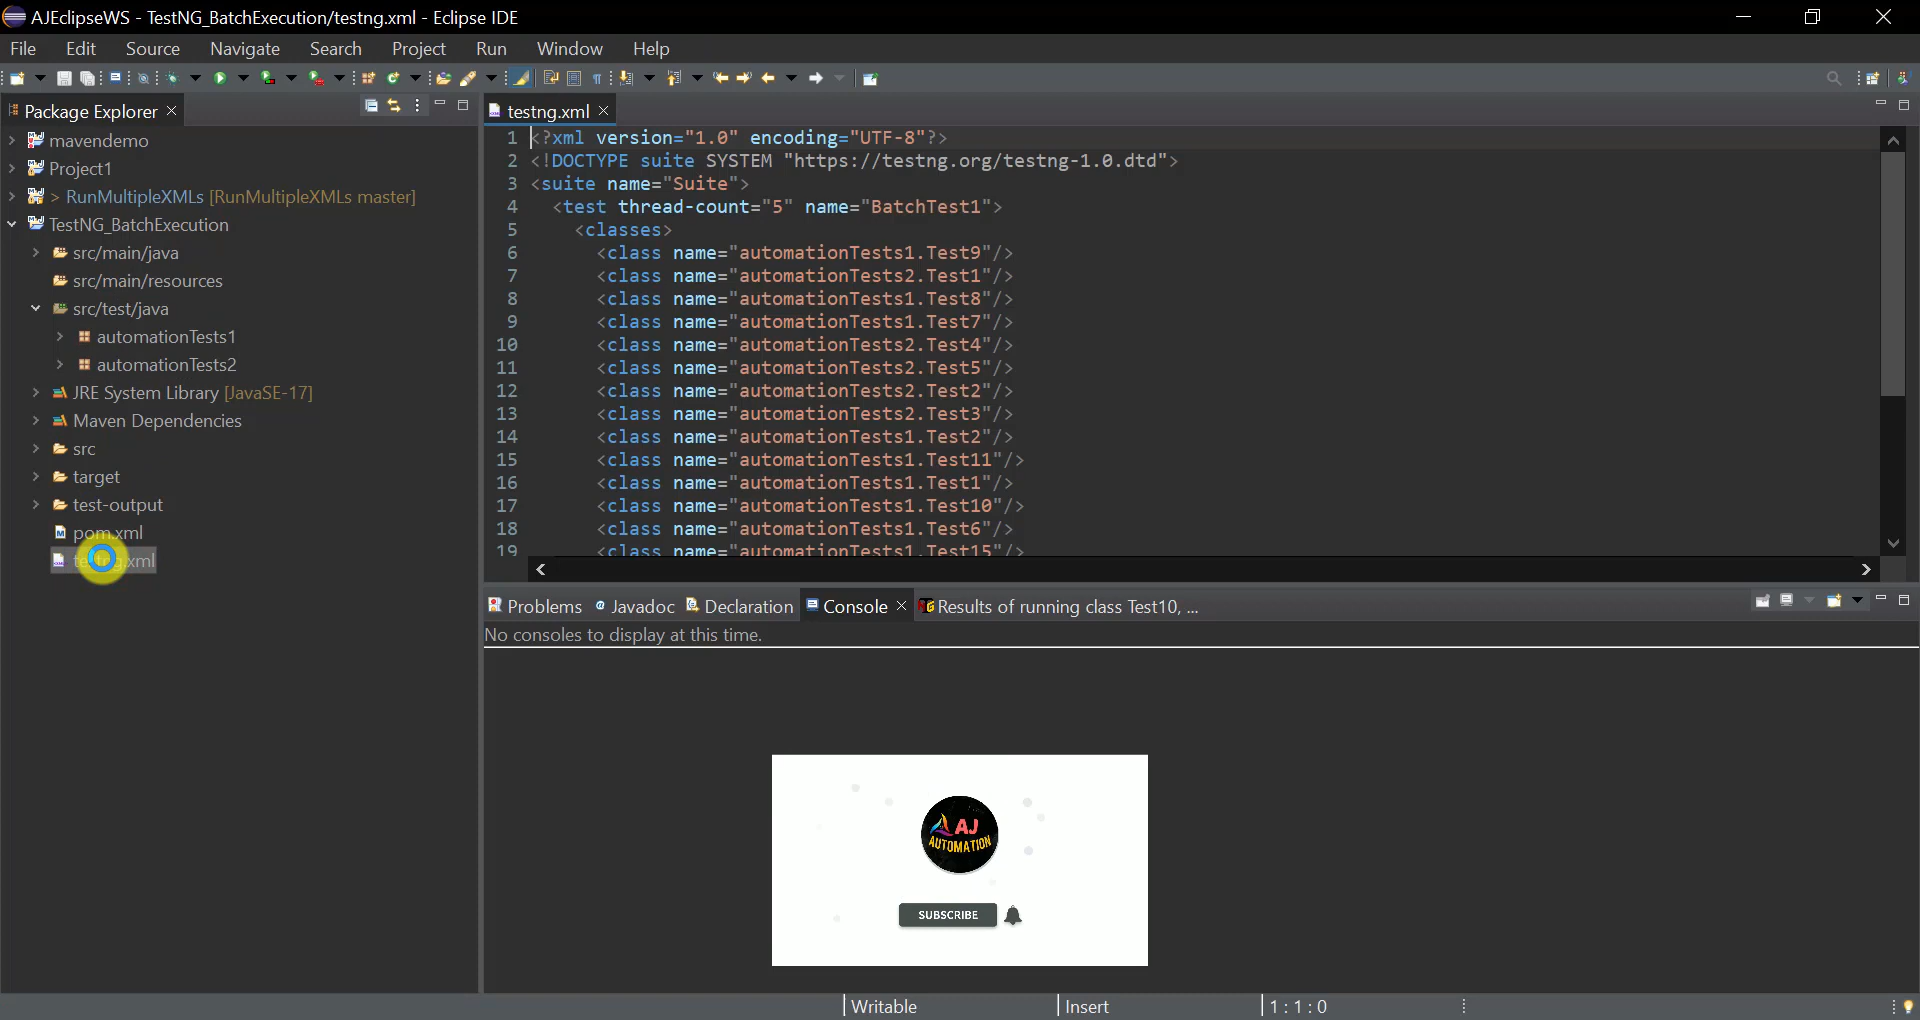 AJEclipseWS - TestNG_BatchExecution/testng.xml - Eclipse IDE
File Edit Source Navigate Search Project Run Window Help
Package Explorer
mavendemo
Project1
> RunMultipleXMLs [RunMultipleXMLs master]
TestNG_BatchExecution
src/main/java
src/main/resources
src/test/java
automationTests1
automationTests2
JRE System Library [JavaSE-17]
Maven Dependencies
src
target
test-output
pom.xml
testng.xml
testng.xml
1 <?xml version="1.0" encoding="UTF-8"?>
2 <!DOCTYPE suite SYSTEM "https://testng.org/testng-1.0.dtd">
3 <suite name="Suite">
4 <test thread-count="5" name="BatchTest1">
5 <classes>
6 <class name="automationTests1.Test9"/>
7 <class name="automationTests2.Test1"/>
8 <class name="automationTests1.Test8"/>
9 <class name="automationTests1.Test7"/>
10 <class name="automationTests2.Test4"/>
11 <class name="automationTests2.Test5"/>
12 <class name="automationTests2.Test2"/>
13 <class name="automationTests2.Test3"/>
14 <class name="automationTests1.Test2"/>
15 <class name="automationTests1.Test11"/>
16 <class name="automationTests1.Test1"/>
17 <class name="automationTests1.Test10"/>
18 <class name="automationTests1.Test6"/>
19 <class name="automationTests1.Test15"/>
Problems Javadoc Declaration Console Results of running class Test10, ...
No consoles to display at this time.
AJ
AUTOMATION
SUBSCRIBE
Writable Insert 1 : 1 : 0